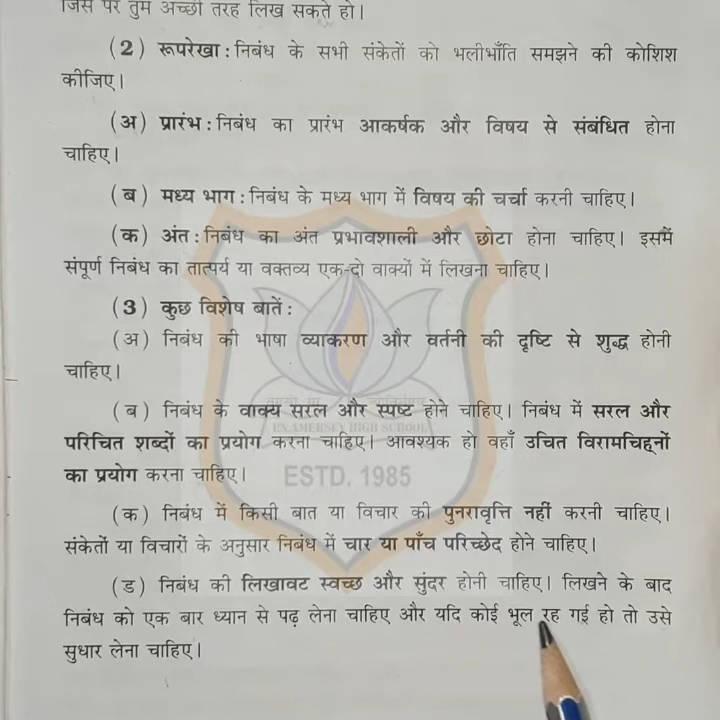 जिस पर तुम अच्छी तरह लिख सकते हो।
(2) रूपरेखा : निबंध के सभी संकेतों को भलीभाँति समझने की कोशिश
कीजिए।
(अ) प्रारंभ : निबंध का प्रारंभ आकर्षक और विषय से संबंधित होना
चाहिए।
(ब) मध्य भाग : निबंध के मध्य भाग में विषय की चर्चा करनी चाहिए।
(क) अंत : निबंध का अंत प्रभावशाली और छोटा होना चाहिए। इसमें
संपूर्ण निबंध का तात्पर्य या वक्तव्य एक-दो वाक्यों में लिखना चाहिए।
(3) कुछ विशेष बातें :
(अ) निबंध की भाषा व्याकरण और वर्तनी की दृष्टि से शुद्ध होनी
चाहिए।
(ब) निबंध के वाक्य सरल और स्पष्ट होने चाहिए। निबंध में सरल और
परिचित शब्दों का प्रयोग करना चाहिए। आवश्यक हो वहाँ उचित विरामचिह्नों
का प्रयोग करना चाहिए।
ESTD. 1985
(क) निबंध में किसी बात या विचार की पुनरावृत्ति नहीं करनी चाहिए।
संकेतों या विचारों के अनुसार निबंध में चार या पाँच परिच्छेद होने चाहिए।
(ड) निबंध की लिखावट स्वच्छ और सुंदर होनी चाहिए। लिखने के बाद
निबंध को एक बार ध्यान से पढ़ लेना चाहिए और यदि कोई भूल रह गई हो तो उसे
सुधार लेना चाहिए।